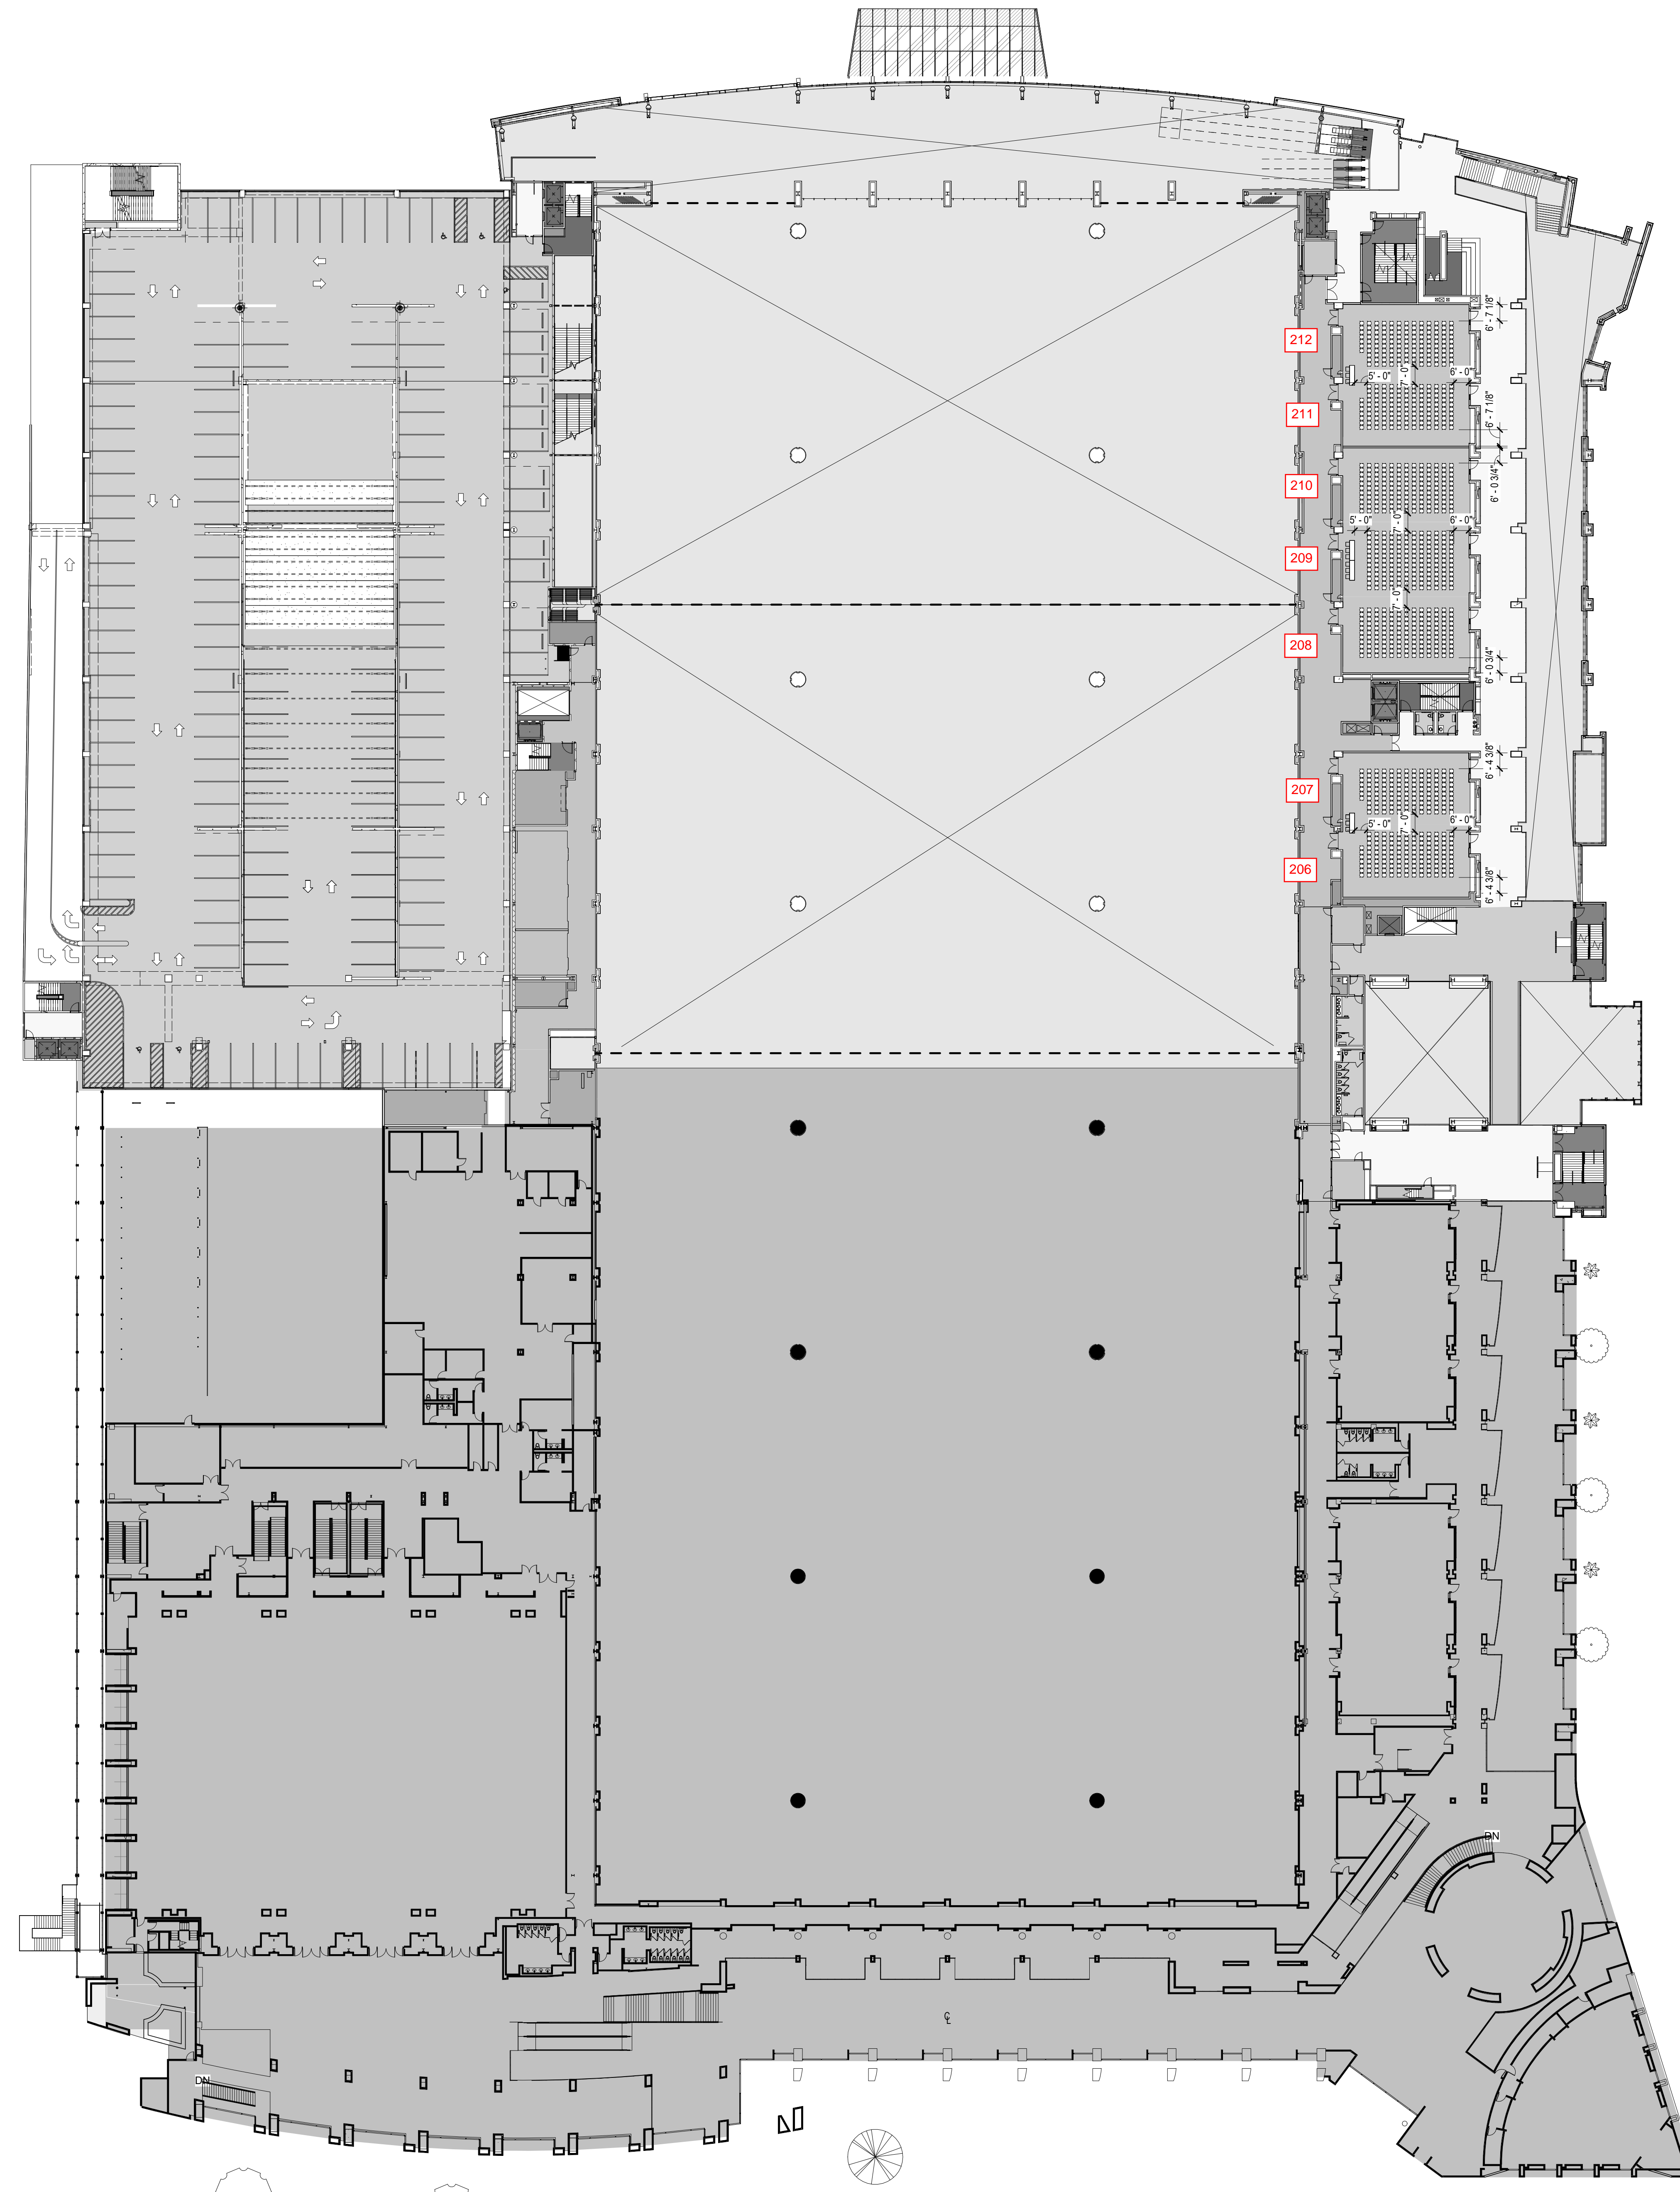 212
6' - 7 1/8"
5' - 0"
7' - 0"
6' - 0"
211
6' - 7 1/8"
210
6' - 0 3/4"
5' - 0"
7' - 0"
6' - 0"
209
7' - 0"
208
6' - 0 3/4"
6' - 4 3/8"
207
5' - 0"
7' - 0"
6' - 0"
206
6' - 4 3/8"
DN
DN